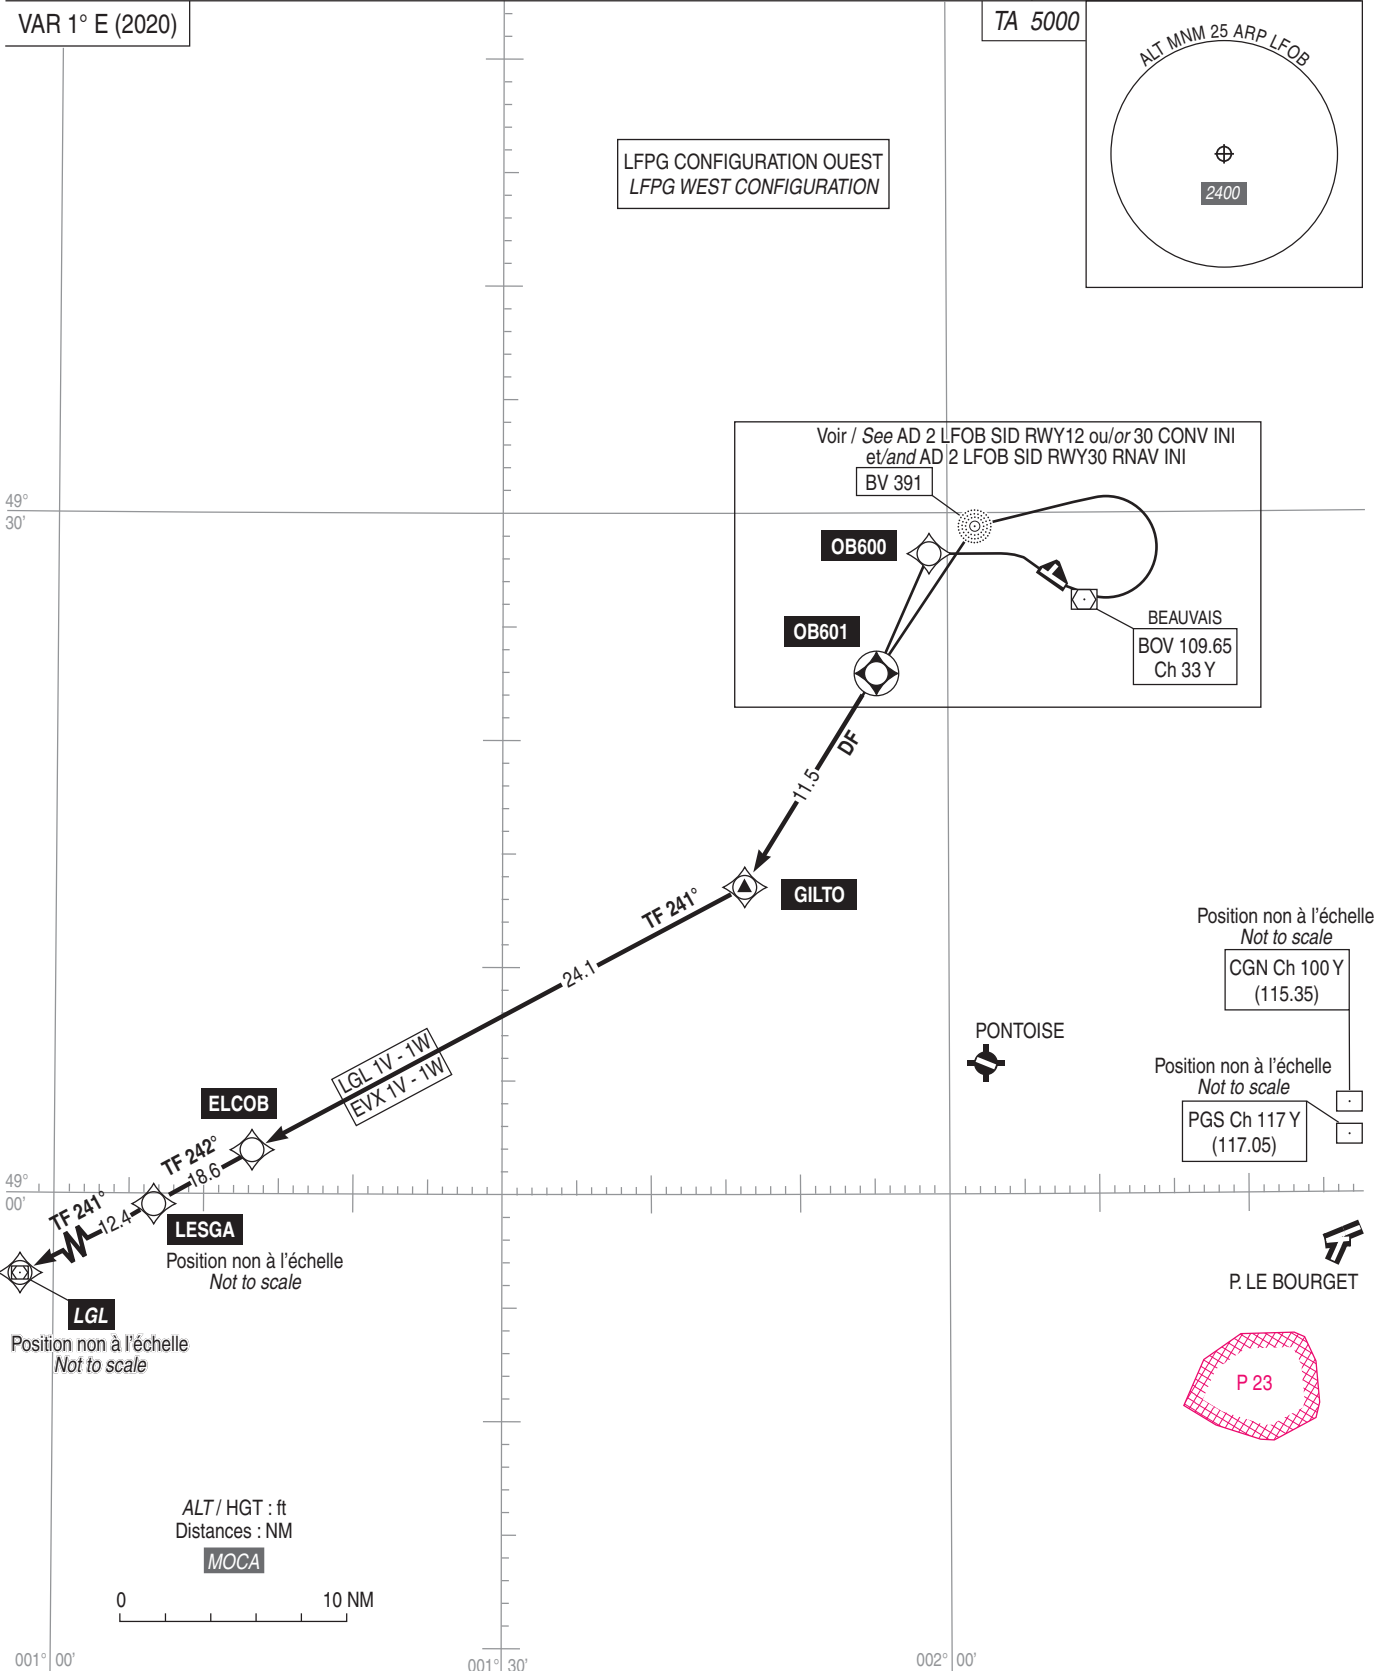 VAR 1° E (2020)
TA 5000
ALT MNM 25 ARP LFOB
2400
LFPG CONFIGURATION OUEST
LFPG WEST CONFIGURATION
Voir / See AD 2 LFOB SID RWY12 ou/or 30 CONV INI
et/and AD 2 LFOB SID RWY30 RNAV INI
BV 391
49°
30'
OB600
OB601
BEAUVAIS
BOV 109.65
Ch 33 Y
DF
11.5
GILTO
TF 241°
24.1
Position non à l'échelle
Not to scale
CGN Ch 100 Y
(115.35)
PONTOISE
LGL 1V - 1W
EVX 1V - 1W
Position non à l'échelle
Not to scale
PGS Ch 117 Y
(117.05)
ELCOB
TF 242°
18.6
49°
00'
TF 241°
12.4
LESGA
Position non à l'échelle
Not to scale
P. LE BOURGET
LGL
Position non à l'échelle
Not to scale
P 23
ALT / HGT : ft
Distances : NM
MOCA
0 10 NM
001° 00'
001° 30'
002° 00'